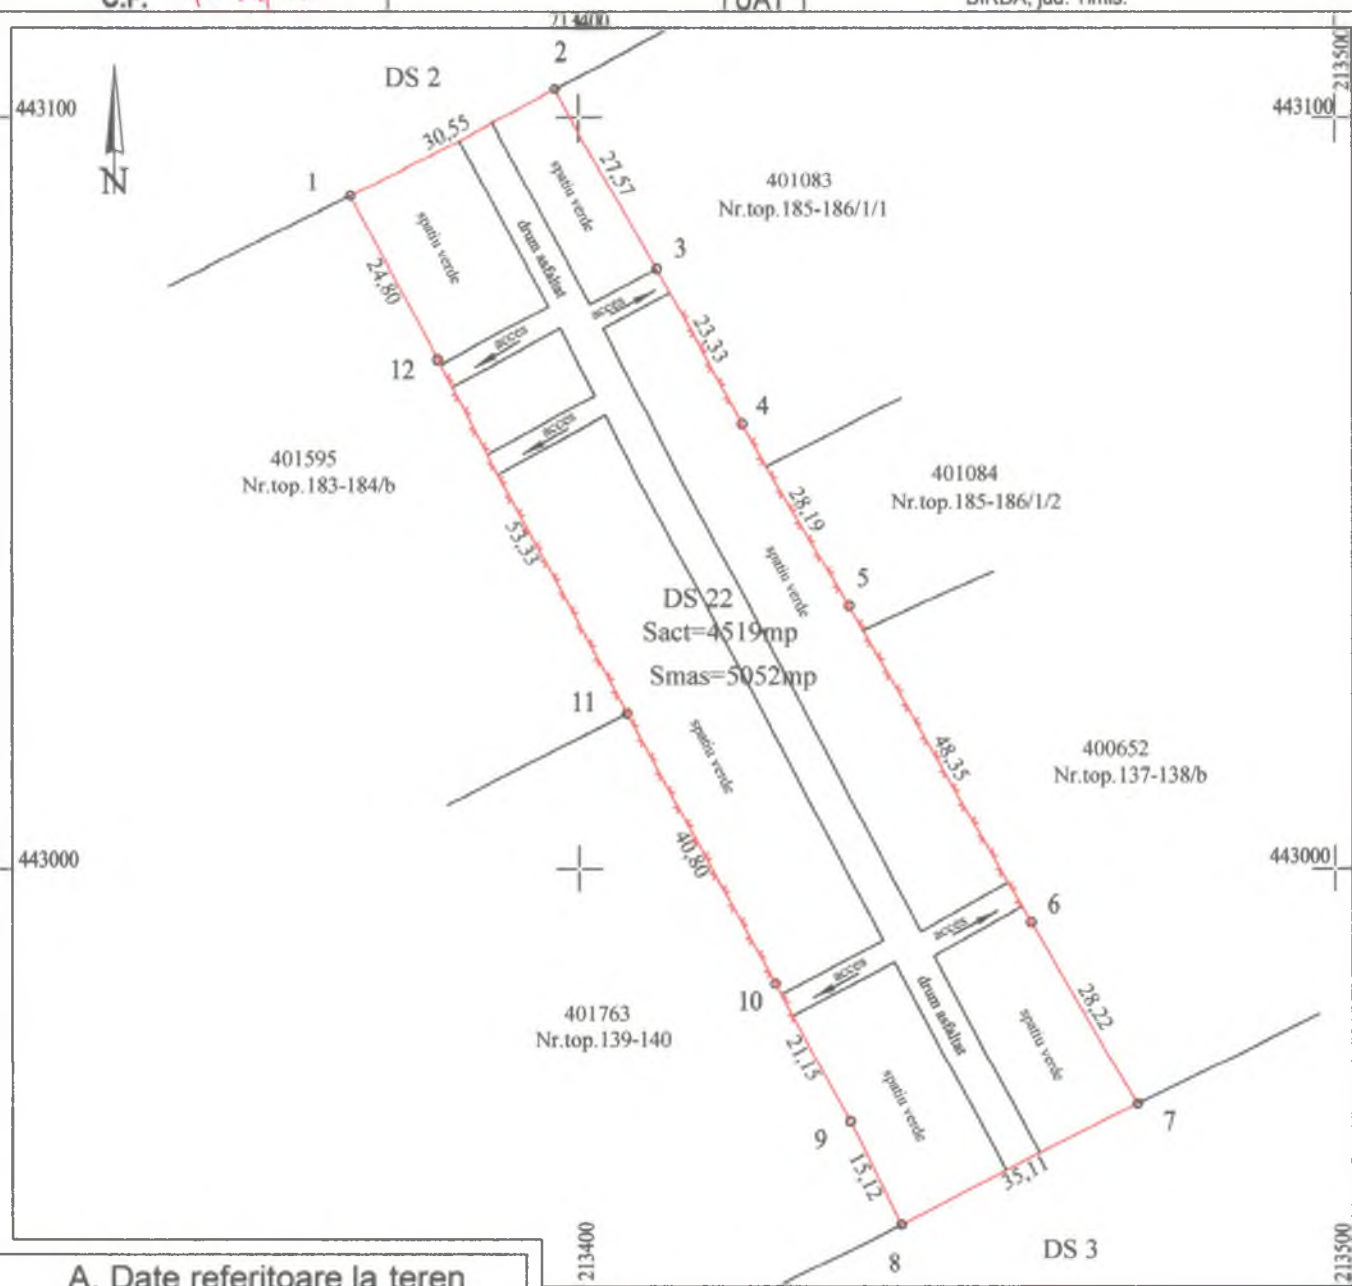 C.F.
UAT
BIRDA, jud. Timis.
213400
213500
2
DS 2
443100
443100
30,55
N
1
27,57
401083
Nr.top.185-186/1/1
spatiu verde
spatiu verde
drum asfaltat
3
24,80
acces
acces
23,33
12
4
acces
401595
Nr.top.183-184/b
401084
Nr.top.185-186/1/2
28,19
53,33
spatiu verde
5
DS 22
Sact=4519mp
Smas=5052mp
11
spatiu verde
48,35
400652
Nr.top.137-138/b
40,80
443000
443000
6
acces
acces
10
28,22
401763
Nr.top.139-140
drum asfaltat
spatiu verde
21,15
spatiu verde
7
9
15,12
35,11
8
DS 3
213400
213500
A. Date referitoare la teren